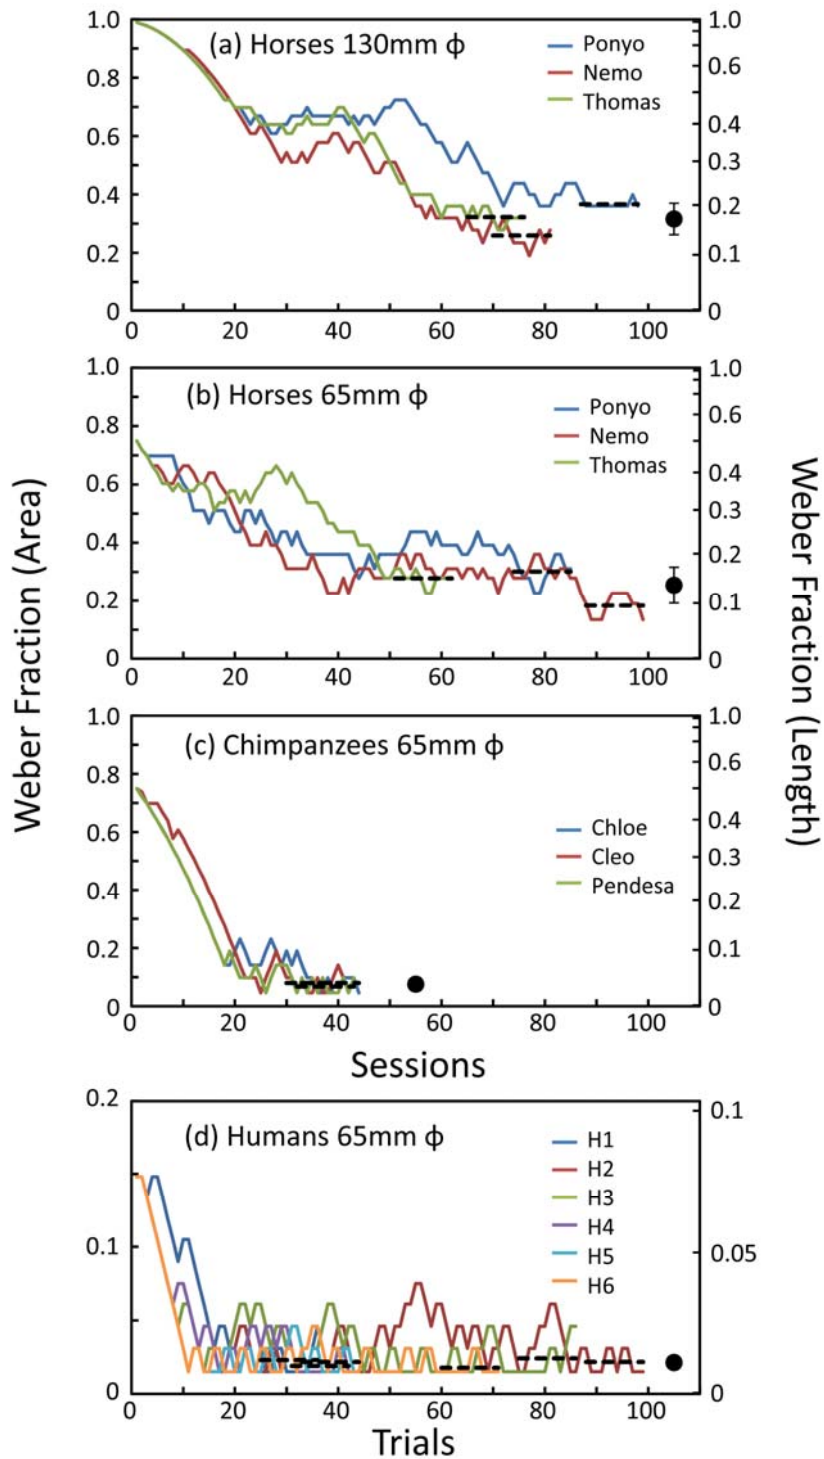 (a) Horses 130mm ϕ
Ponyo
Nemo
Thomas
1.0
0.8
0.6
0.4
0.2
0
1.0
0.6
0.4
0.3
0.2
0.1
0
0 20 40 60 80 100
(b) Horses 65mm ϕ
Ponyo
Nemo
Thomas
1.0
0.8
0.6
0.4
0.2
0
1.0
0.6
0.4
0.3
0.2
0.1
0
0 20 40 60 80 100
Weber Fraction (Area)
Weber Fraction (Length)
(c) Chimpanzees 65mm ϕ
Chloe
Cleo
Pendesa
1.0
0.8
0.6
0.4
0.2
0
1.0
0.6
0.4
0.3
0.2
0.1
0
0 20 40 60 80 100
Sessions
(d) Humans 65mm ϕ
H1
H2
H3
H4
H5
H6
0.2
0.1
0
0.1
0.05
0
0 20 40 60 80 100
Trials